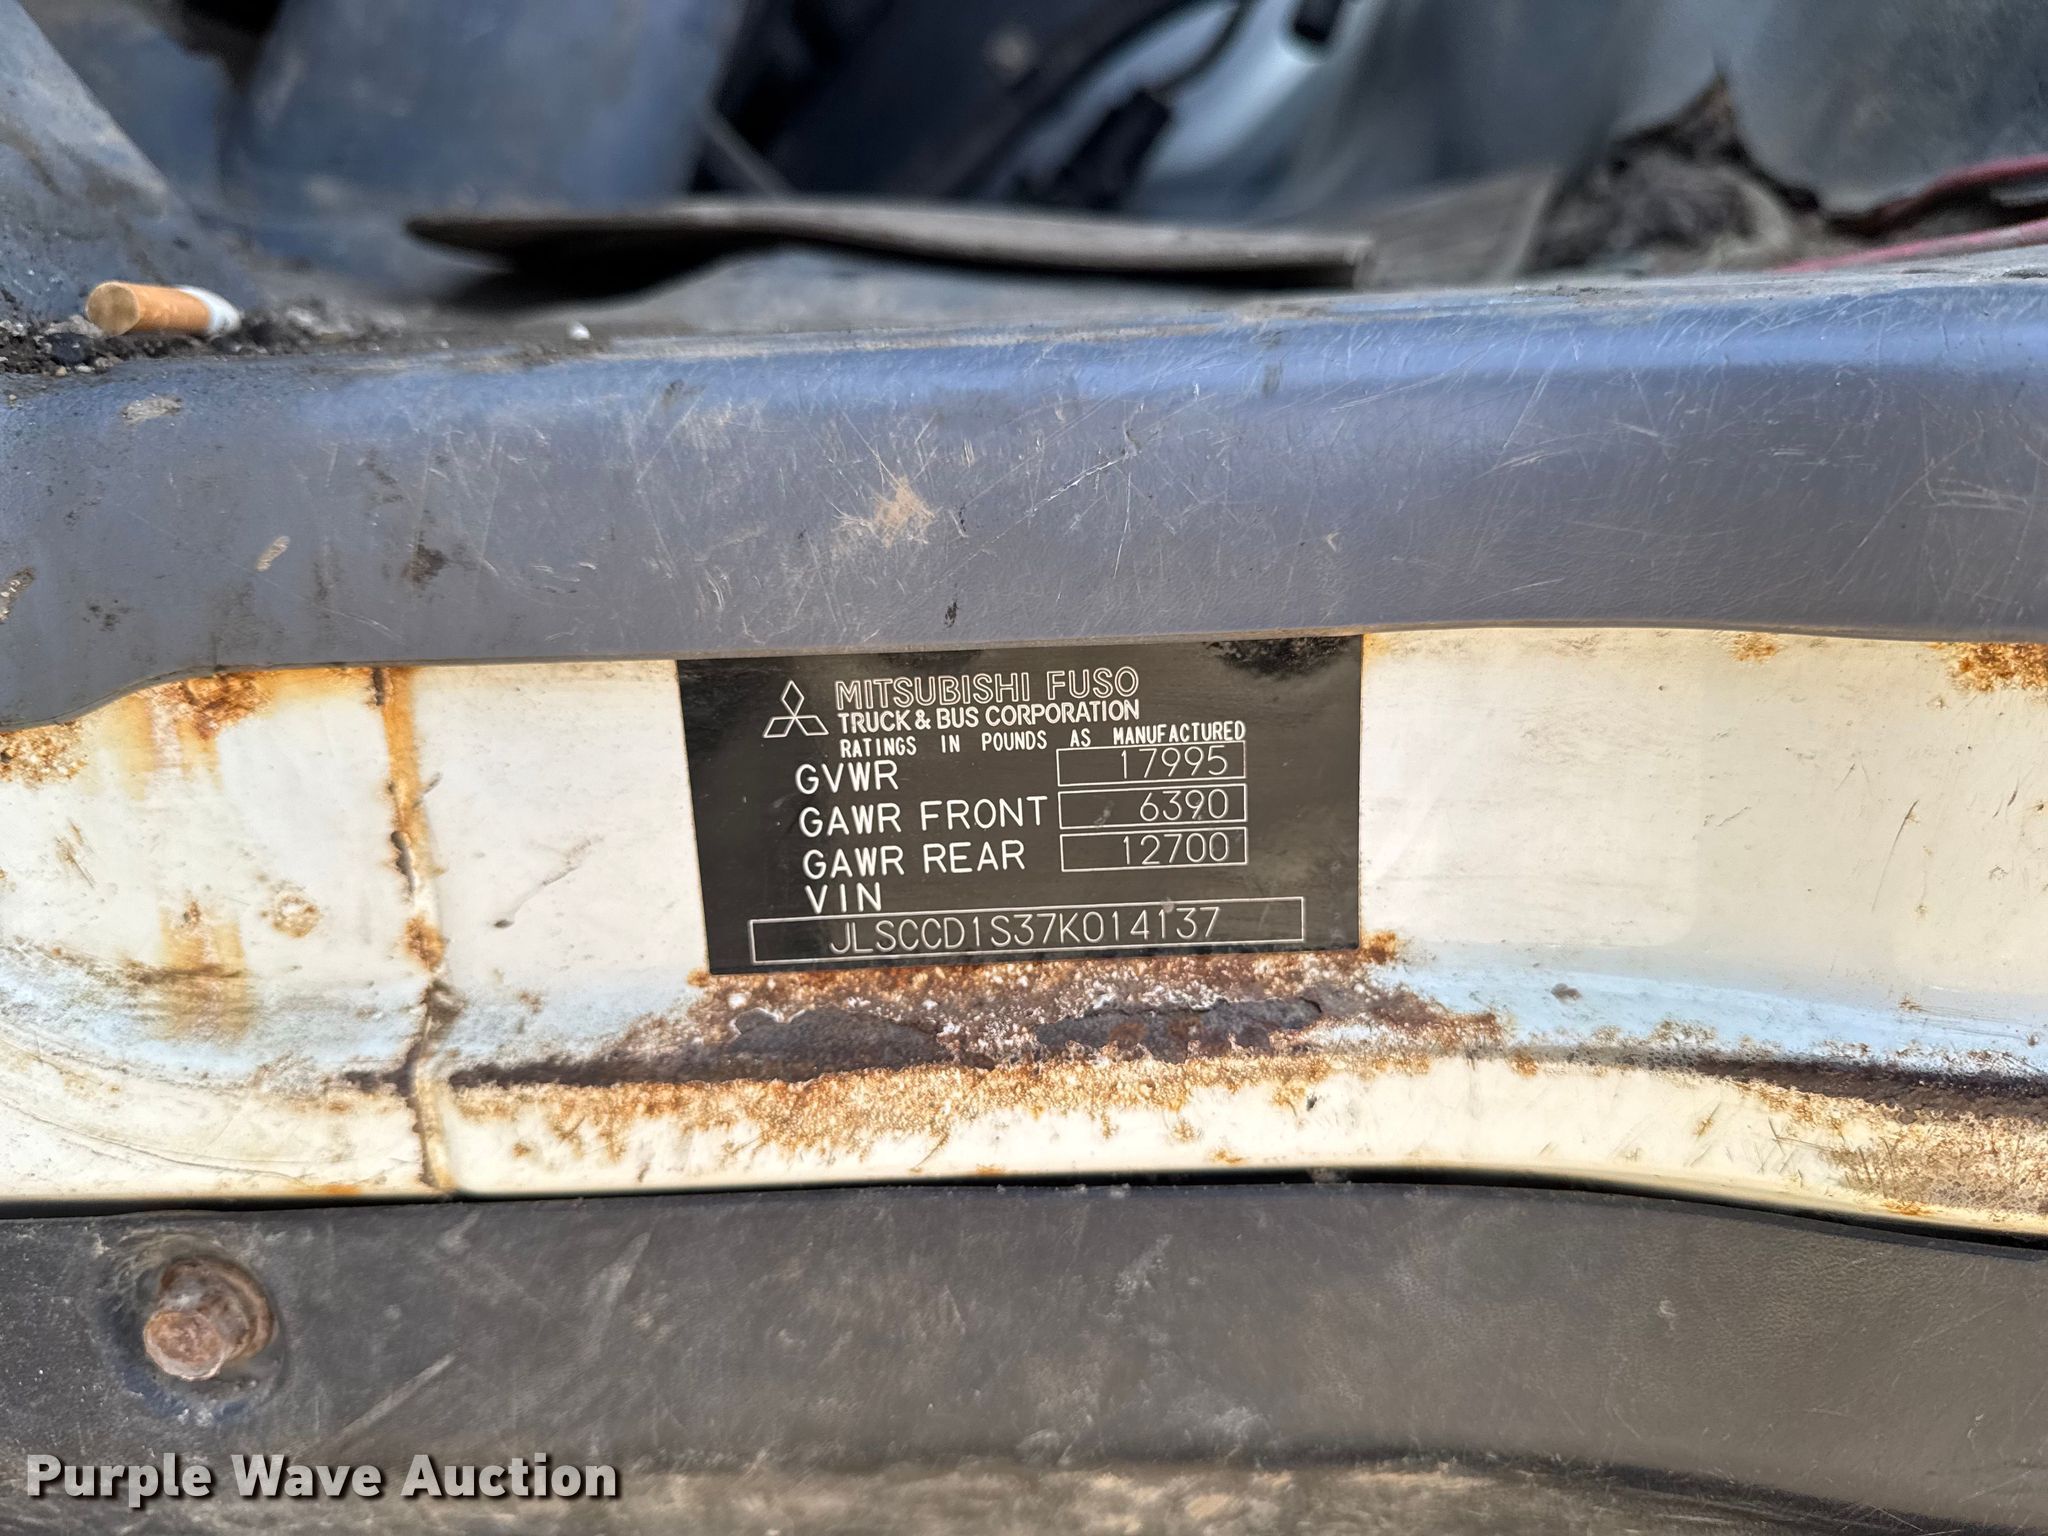 MITSUBISHI FUSO
TRUCK & BUS CORPORATION
RATINGS IN POUNDS AS MANUFACTURED
GVWR 17995
GAWR FRONT 6390
GAWR REAR 12700
VIN
JLSCCD1S37K014137
Purple Wave Auction